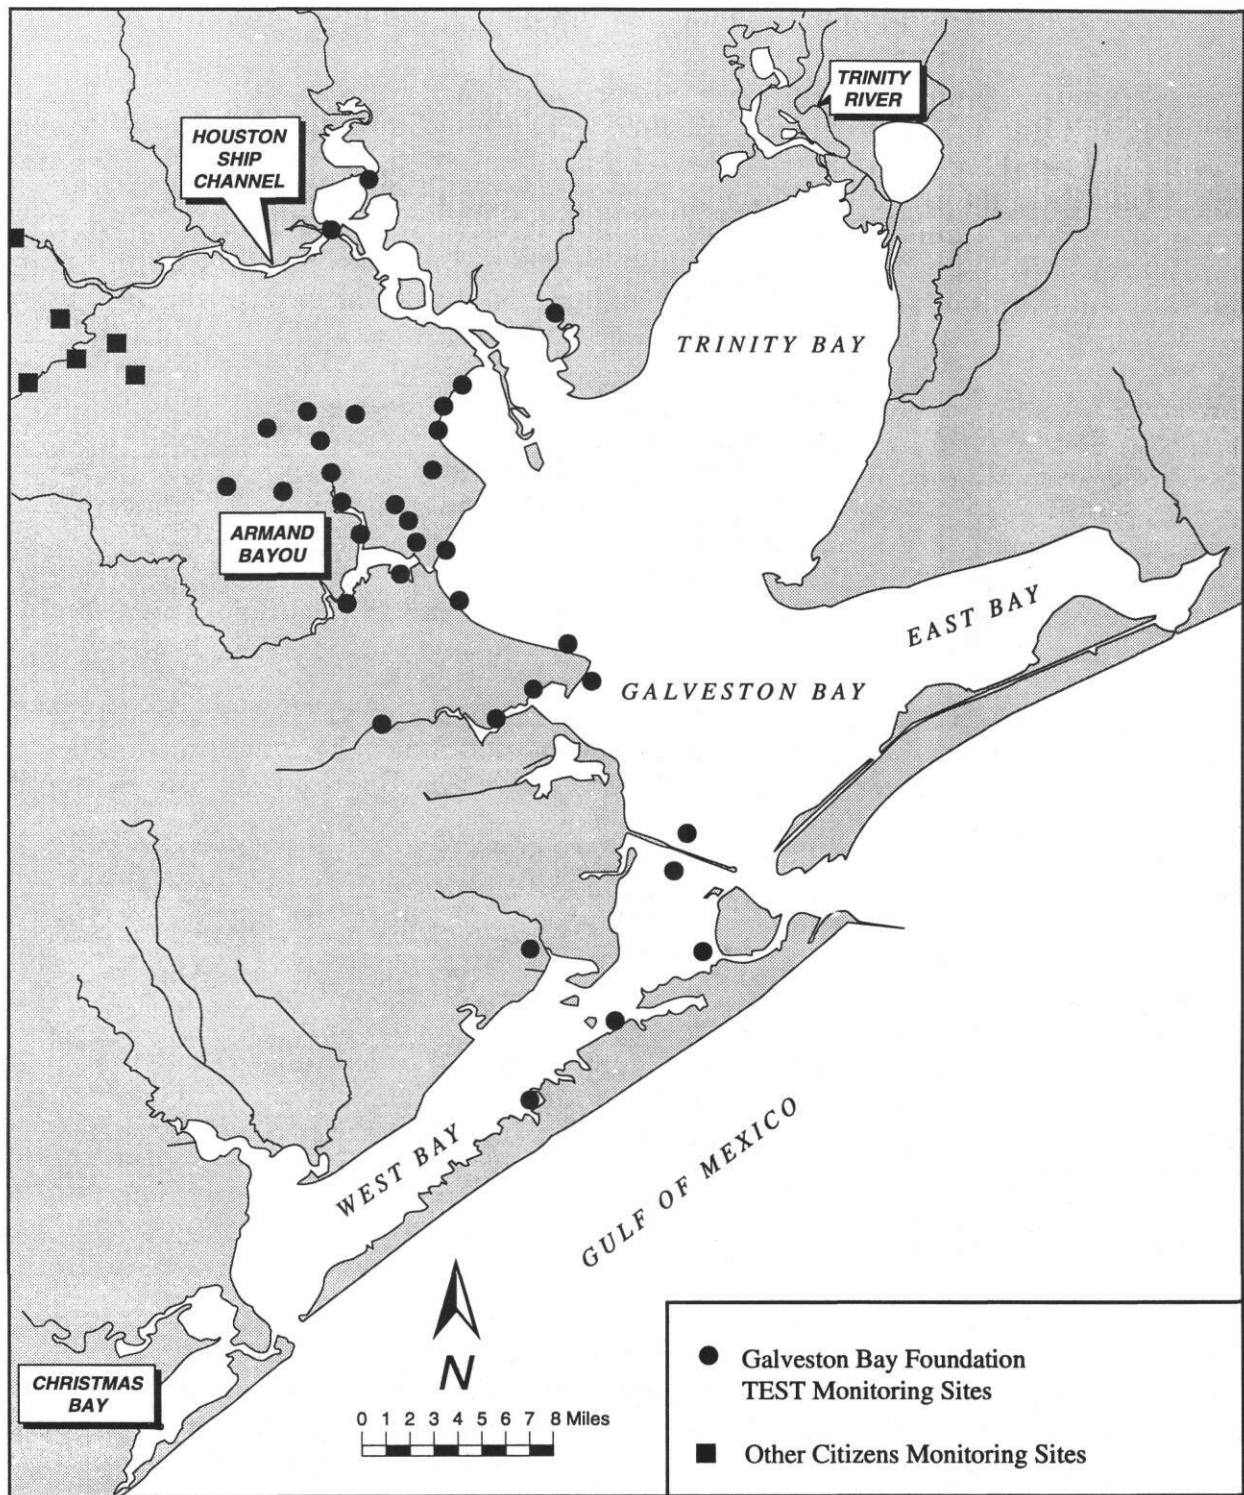 TRINITY
RIVER
HOUSTON
SHIP
CHANNEL
TRINITY BAY
ARMAND
BAYOU
EAST BAY
GALVESTON BAY
WEST BAY
GULF OF MEXICO
CHRISTMAS
BAY
N
0 1 2 3 4 5 6 7 8 Miles
Galveston Bay Foundation
TEST Monitoring Sites
Other Citizens Monitoring Sites